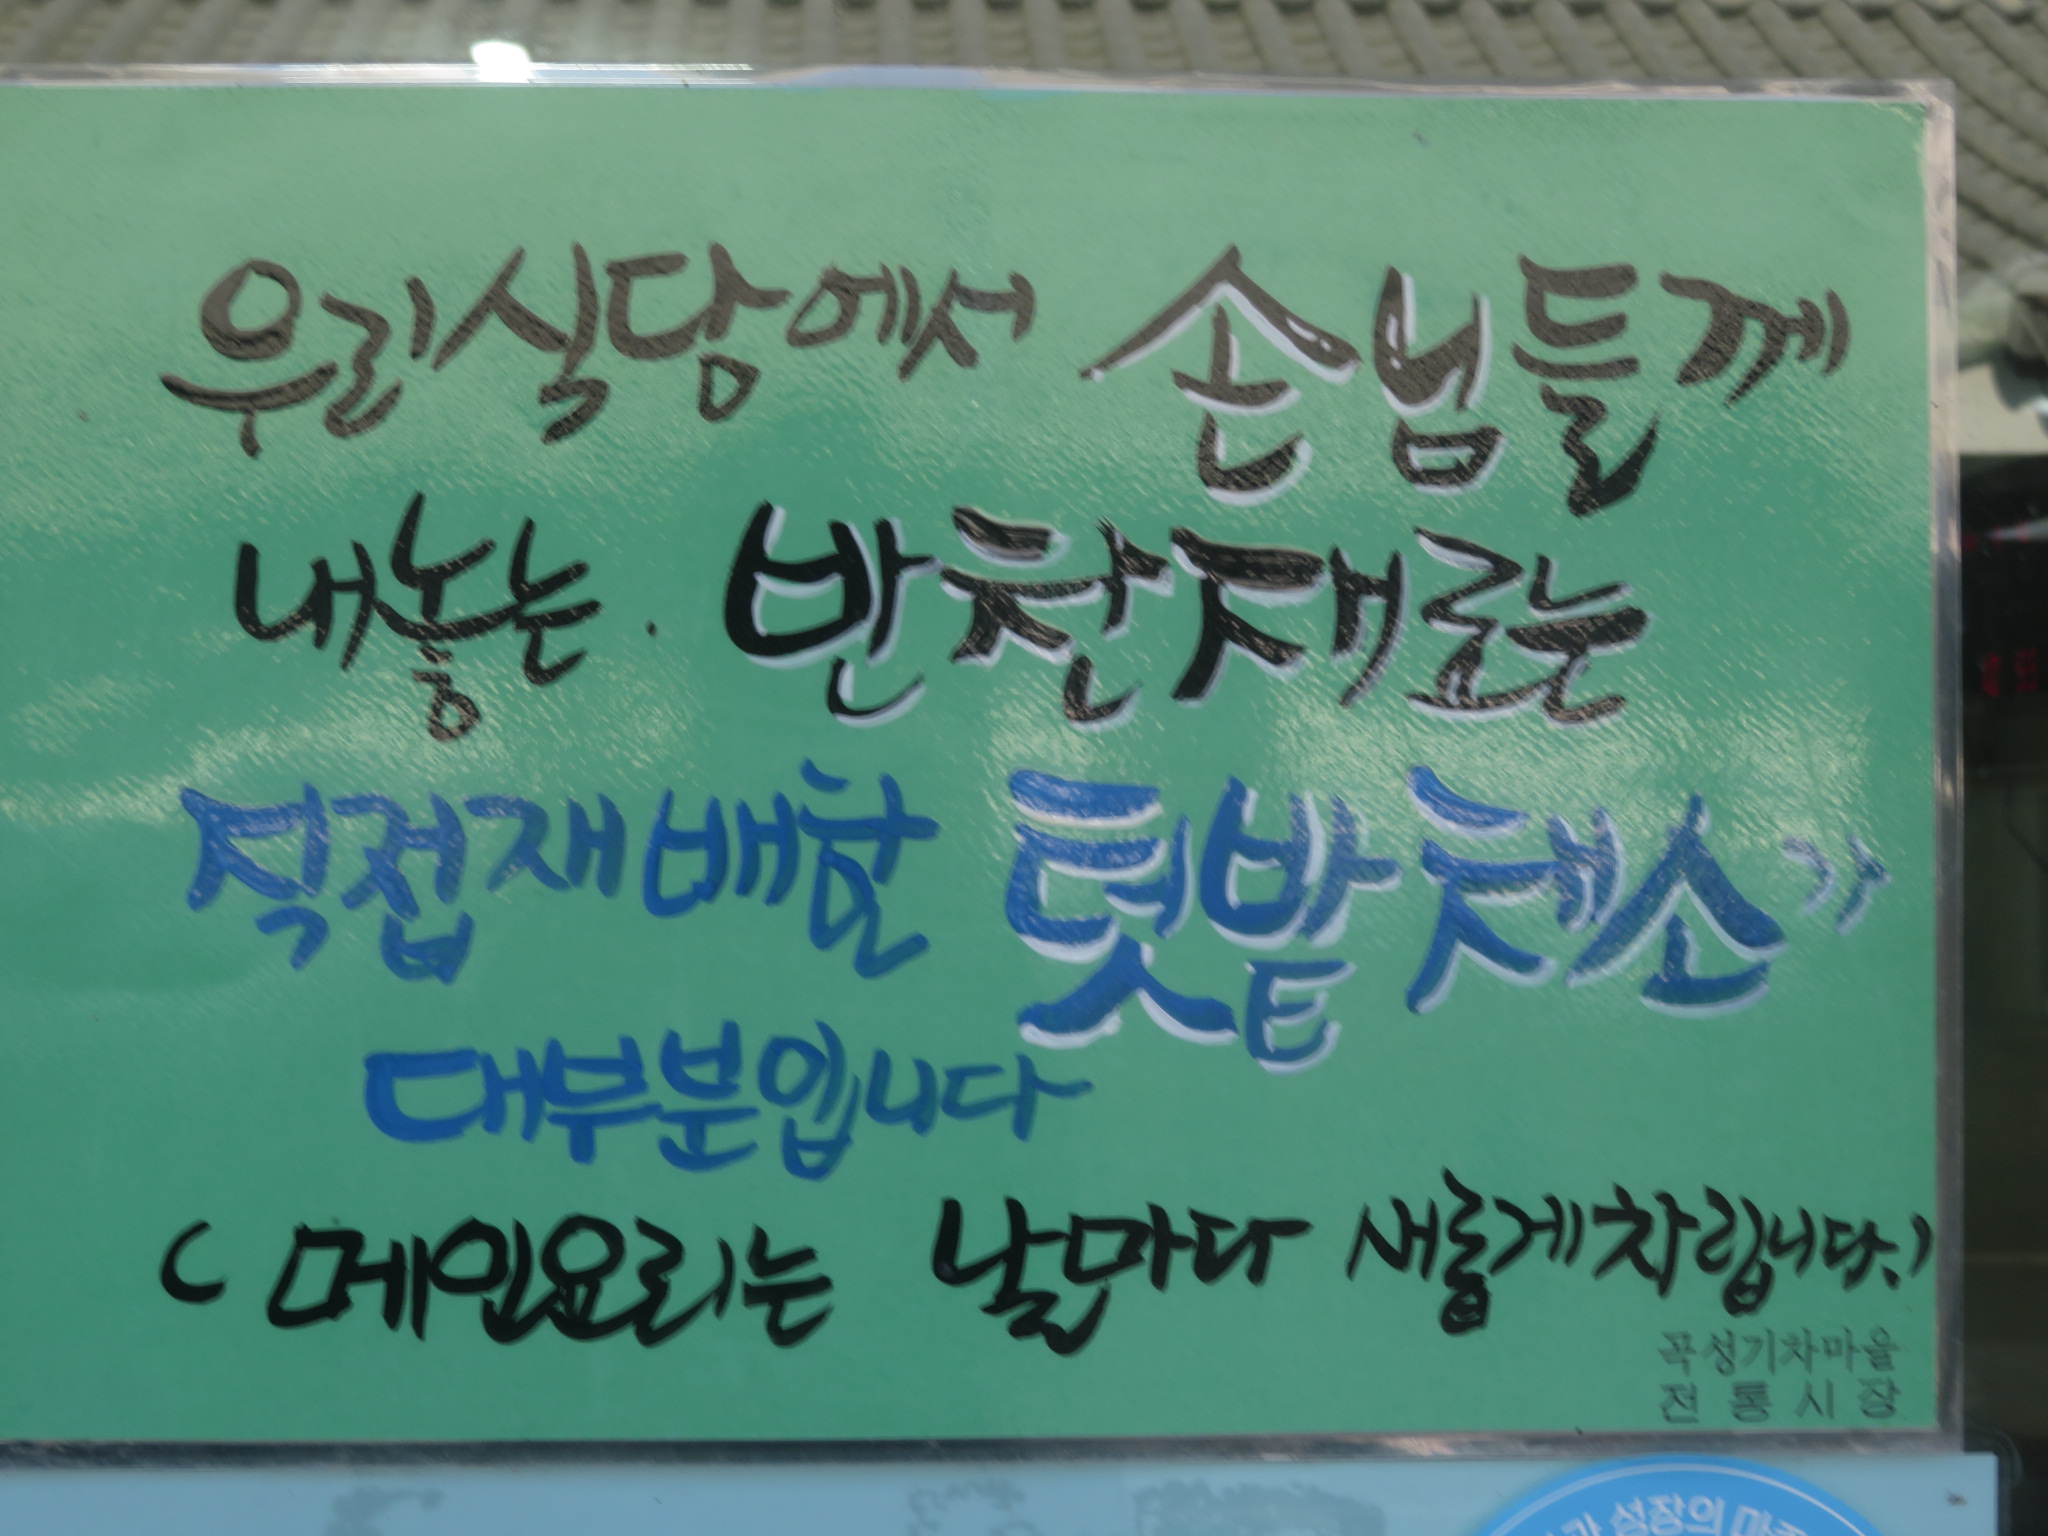 우리식당에서 손님들께
내놓는. 반찬재료는
직접재배한 텃밭채소가
대부분입니다
(메인요리는 날마다 새롭게차립니다.)
곡성기차마을
전통시장
성장의